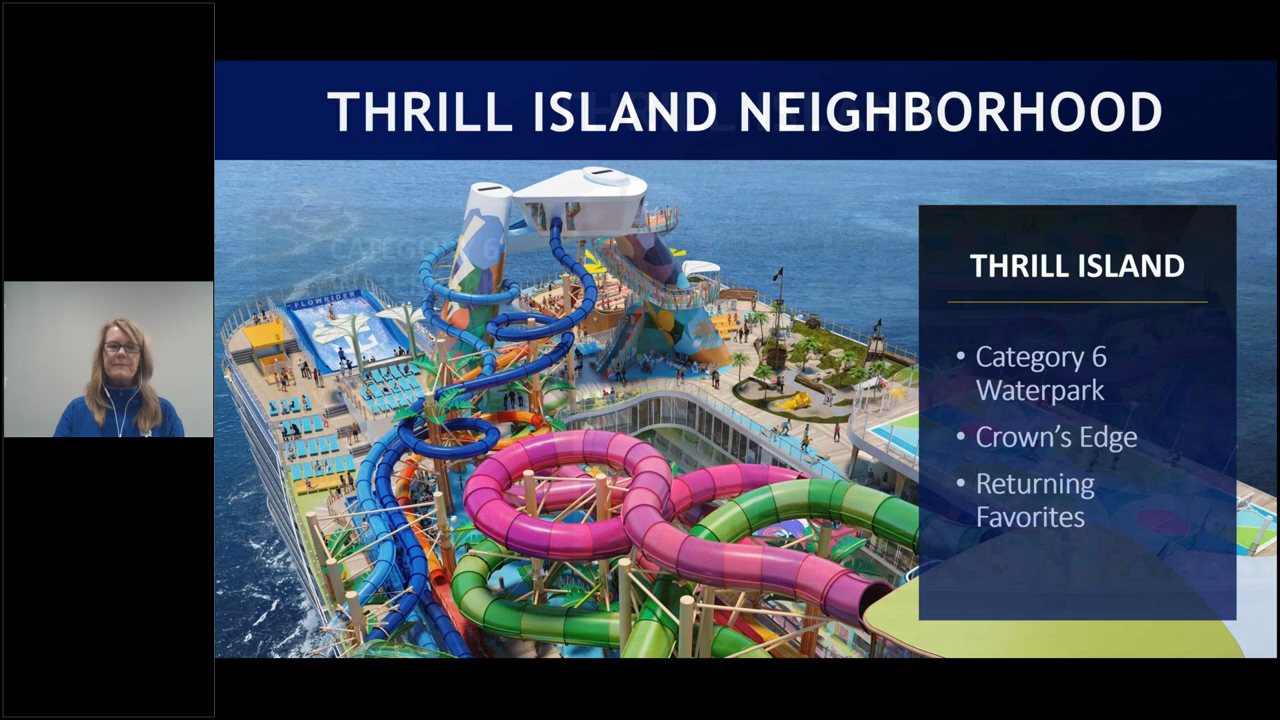 THRILL ISLAND NEIGHBORHOOD
FLOWRIDER
THRILL ISLAND
• Category 6
Waterpark
• Crown's Edge
• Returning
Favorites